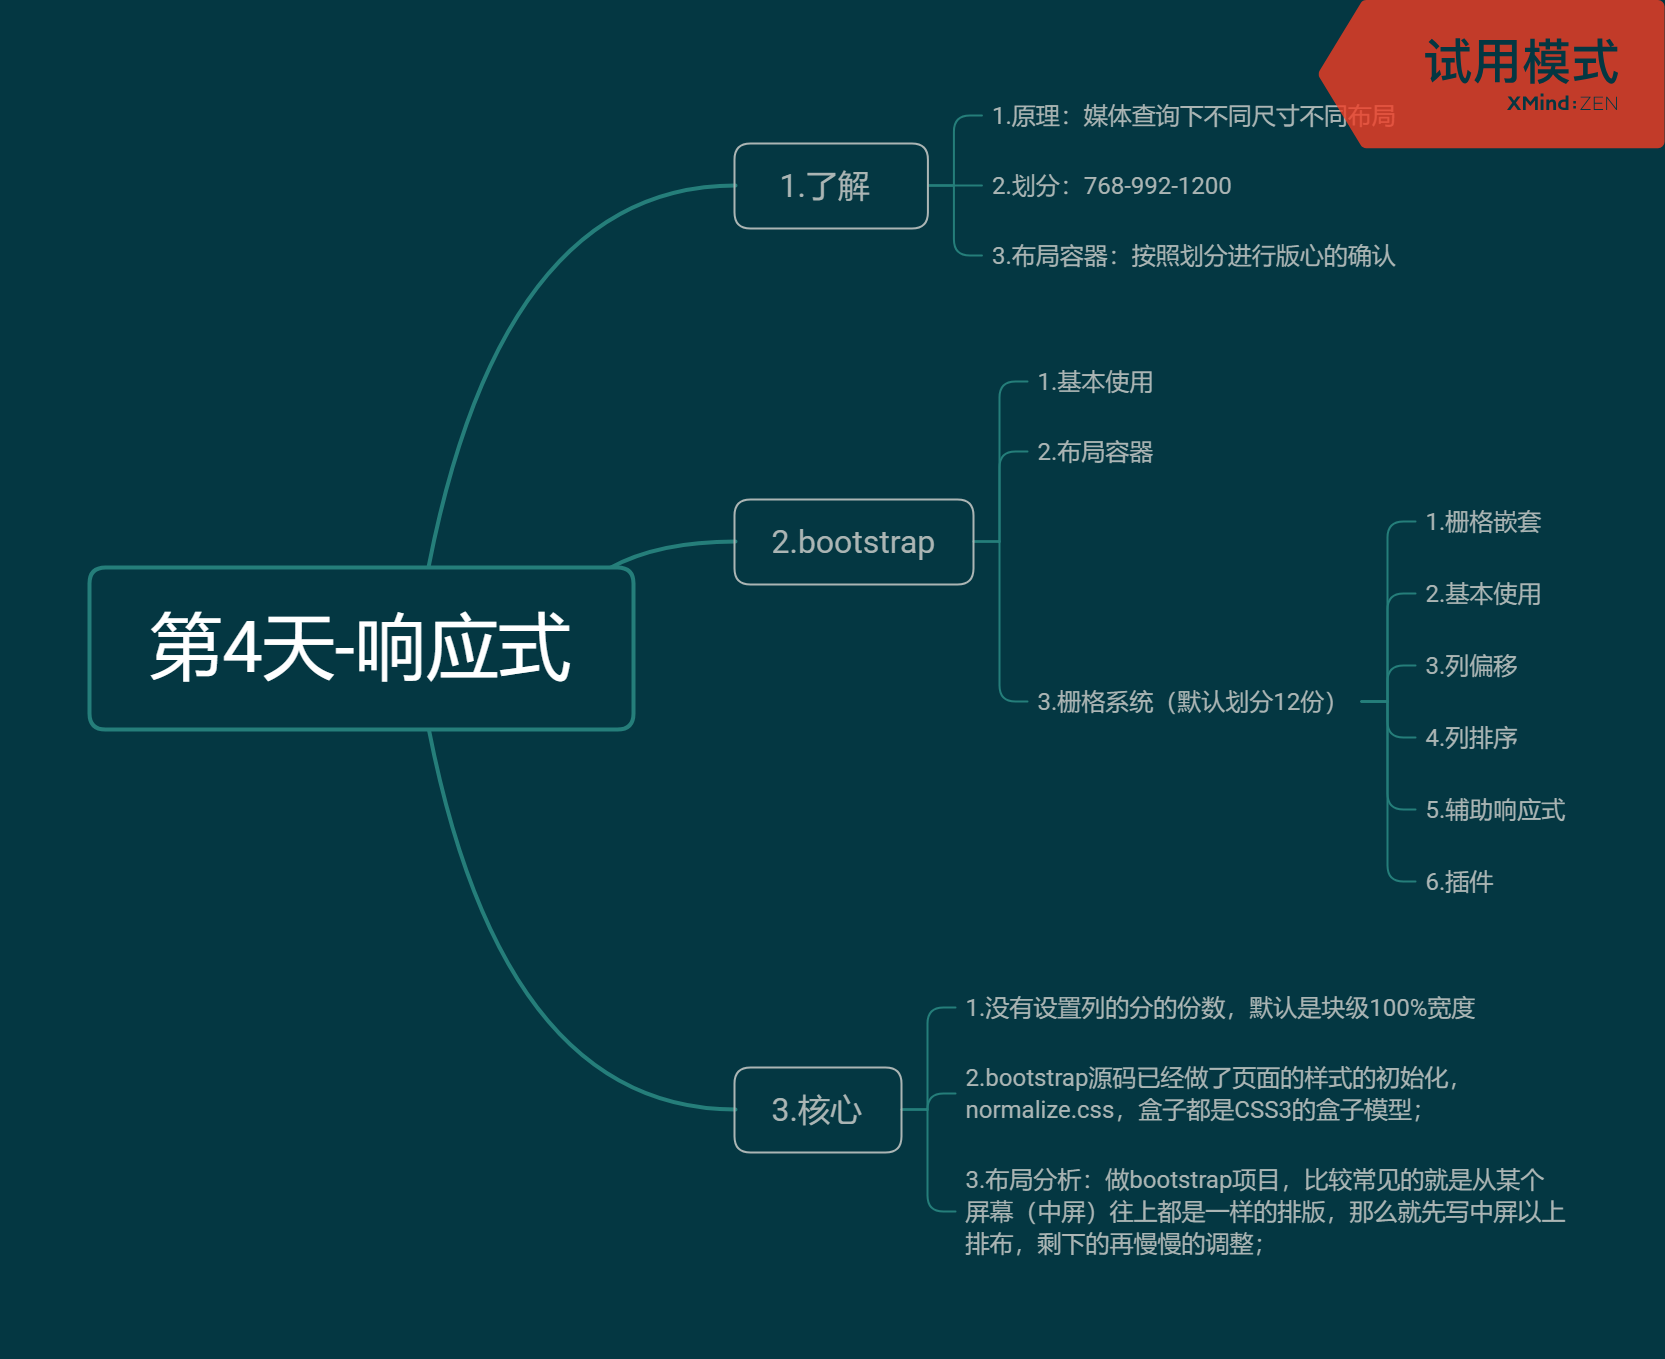 试用模式
XMind:ZEN
1.原理：媒体查询下不同尺寸不同布局
1.了解
2.划分：768-992-1200
3.布局容器：按照划分进行版心的确认
1.基本使用
2.布局容器
1.栅格嵌套
2.bootstrap
2.基本使用
第4天-响应式
3.列偏移
3.栅格系统（默认划分12份）
4.列排序
5.辅助响应式
6.插件
1.没有设置列的分的份数，默认是块级100%宽度
2.bootstrap源码已经做了页面的样式的初始化，
normalize.css，盒子都是CSS3的盒子模型；
3.核心
3.布局分析：做bootstrap项目，比较常见的就是从某个
屏幕（中屏）往上都是一样的排版，那么就先写中屏以上
排布，剩下的再慢慢的调整；